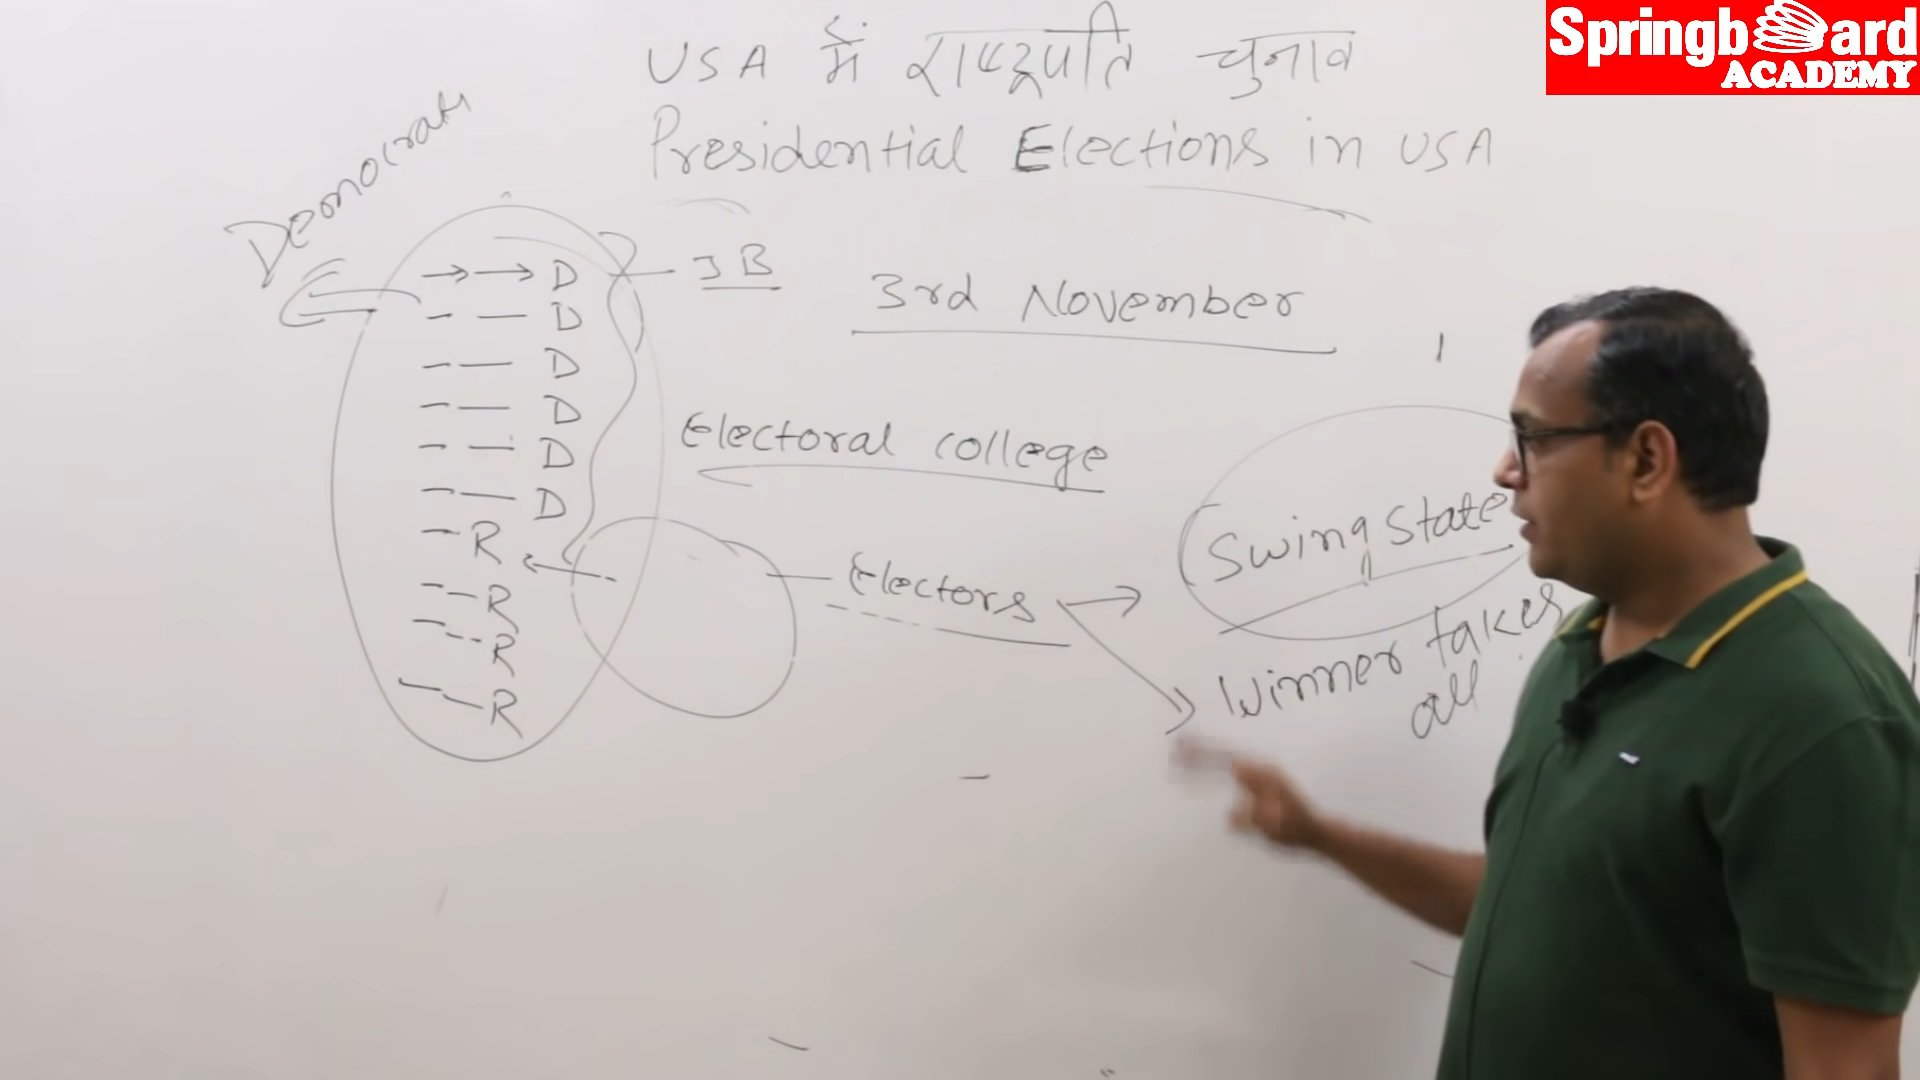 Springboard
ACADEMY
USA में राष्ट्रपति चुनाव
Presidential Elections in USA
Democrat
D JB
D
D
D
D
D
R
R
R
R
3rd November
Electoral college
Electors
Swing State
Winner takes
all